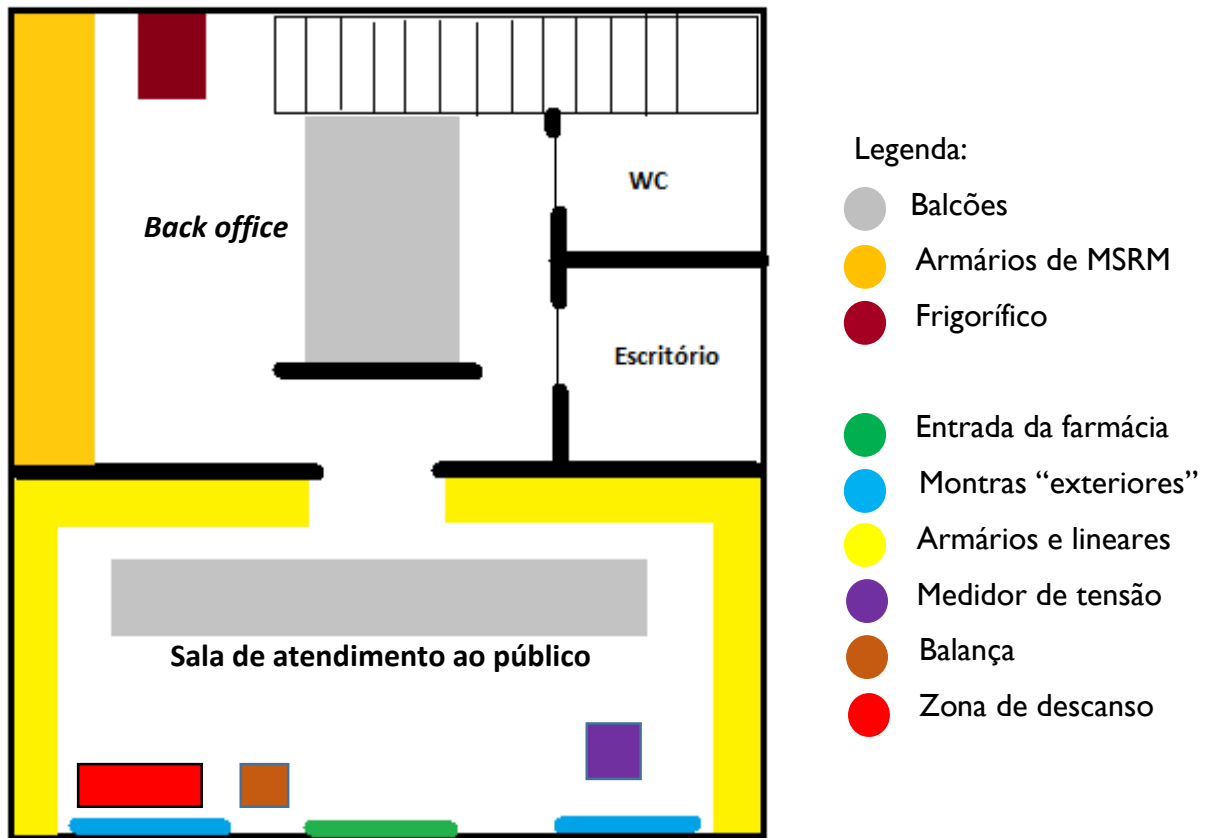 WC
Back office
Escritório
Sala de atendimento ao público
Legenda:
Balcões
Armários de MSRM
Frigorífico
Entrada da farmácia
Montras “exteriores”
Armários e lineares
Medidor de tensão
Balança
Zona de descanso